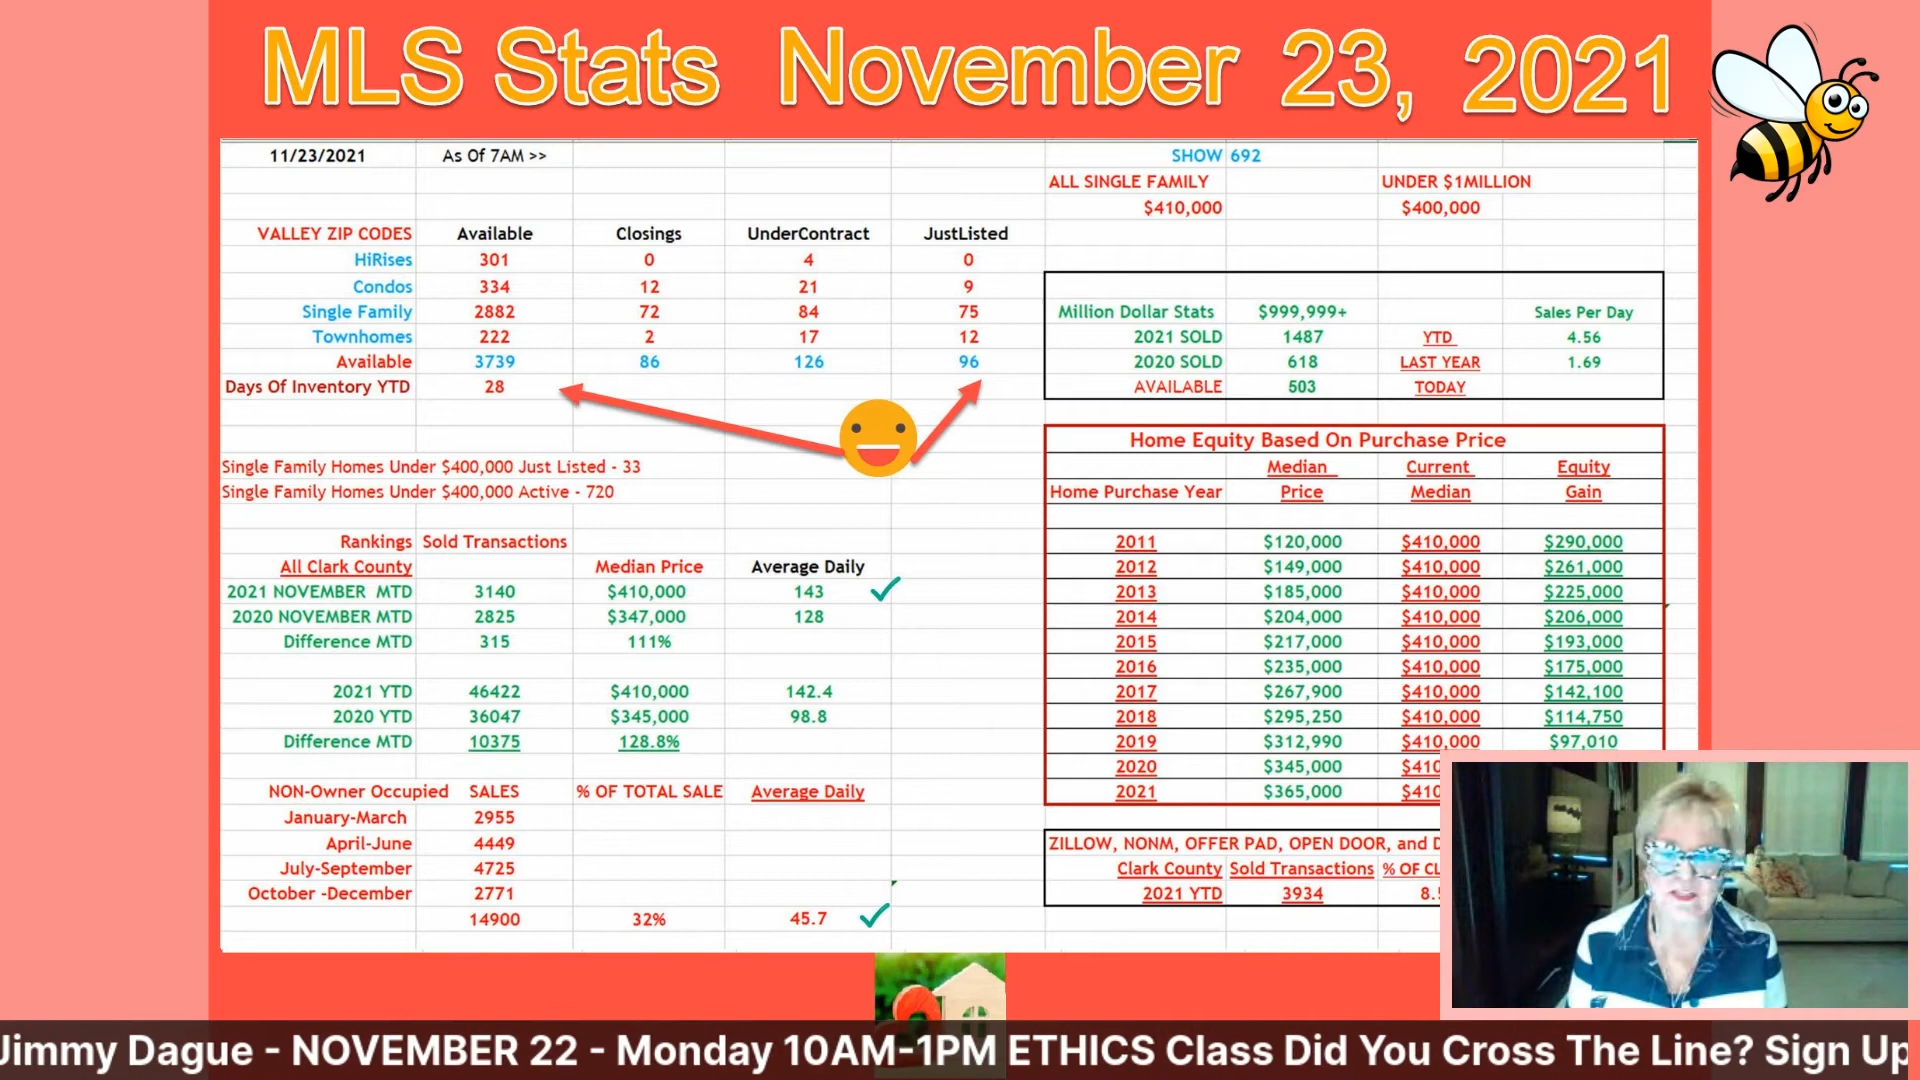 MLS Stats November 23, 2021
11/23/2021 As Of 7AM >> SHOW 692
ALL SINGLE FAMILY UNDER $1MILLION
$410,000 $400,000
VALLEY ZIP CODES Available Closings UnderContract JustListed
HiRises 301 0 4 0
Condos 334 12 21 9
Single Family 2882 72 84 75
Townhomes 222 2 17 12
Available 3739 86 126 96
Days Of Inventory YTD 28
Million Dollar Stats $999,999+ Sales Per Day
2021 SOLD 1487 YTD 4.56
2020 SOLD 618 LAST YEAR 1.69
AVAILABLE 503 TODAY
Single Family Homes Under $400,000 Just Listed - 33
Single Family Homes Under $400,000 Active - 720
Rankings Sold Transactions
All Clark County Median Price Average Daily
2021 NOVEMBER MTD 3140 $410,000 143
2020 NOVEMBER MTD 2825 $347,000 128
Difference MTD 315 111%
2021 YTD 46422 $410,000 142.4
2020 YTD 36047 $345,000 98.8
Difference MTD 10375 128.8%
NON-Owner Occupied SALES % OF TOTAL SALE Average Daily
January-March 2955
April-June 4449
July-September 4725
October -December 2771
14900 32% 45.7
Home Equity Based On Purchase Price
Median Current Equity
Home Purchase Year Price Median Gain
2011 $120,000 $410,000 $290,000
2012 $149,000 $410,000 $261,000
2013 $185,000 $410,000 $225,000
2014 $204,000 $410,000 $206,000
2015 $217,000 $410,000 $193,000
2016 $235,000 $410,000 $175,000
2017 $267,900 $410,000 $142,100
2018 $295,250 $410,000 $114,750
2019 $312,990 $410,000 $97,010
2020 $345,000 $410
2021 $365,000 $410
ZILLOW, NONM, OFFER PAD, OPEN DOOR, and
Clark County Sold Transactions % OF
2021 YTD 3934
Jimmy Dague - NOVEMBER 22 - Monday 10AM-1PM ETHICS Class Did You Cross The Line? Sign Up